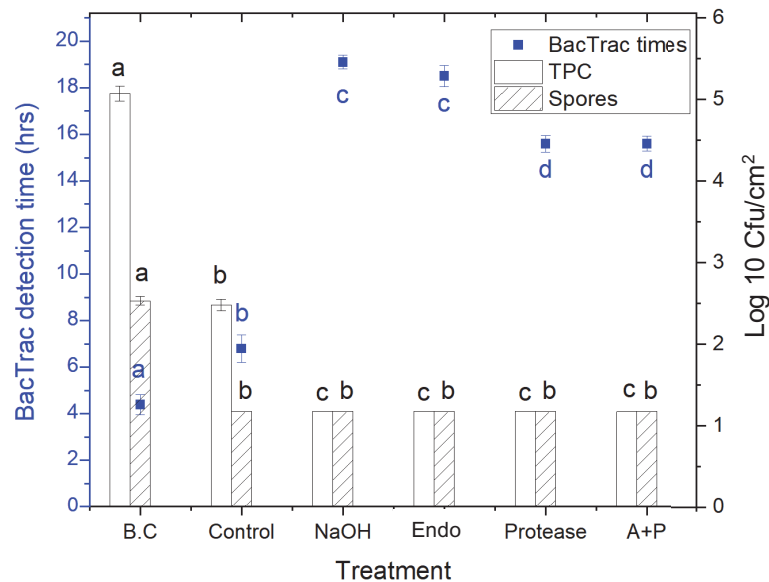 BacTrac detection time (hrs)
20
18
16
14
12
10
8
6
4
2
0
6
5
4
3
2
1
0
Log 10 Cfu/cm²
BacTrac times
TPC
Spores
a
a
a
b
b
b
c
c
b
c
c
b
d
c
b
d
c
b
B.C
Control
NaOH
Endo
Protease
A+P
Treatment